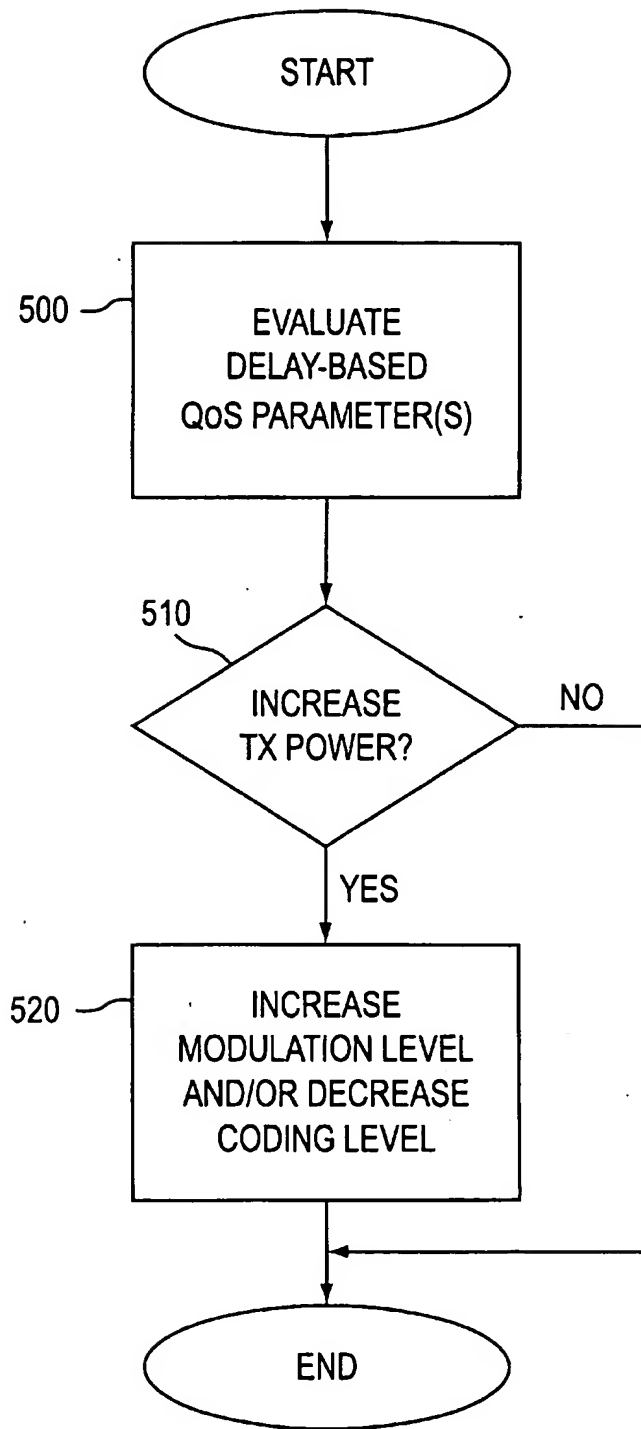 START
500
EVALUATE
DELAY-BASED
QoS PARAMETER(S)
510
INCREASE
TX POWER?
NO
YES
520
INCREASE
MODULATION LEVEL
AND/OR DECREASE
CODING LEVEL
END